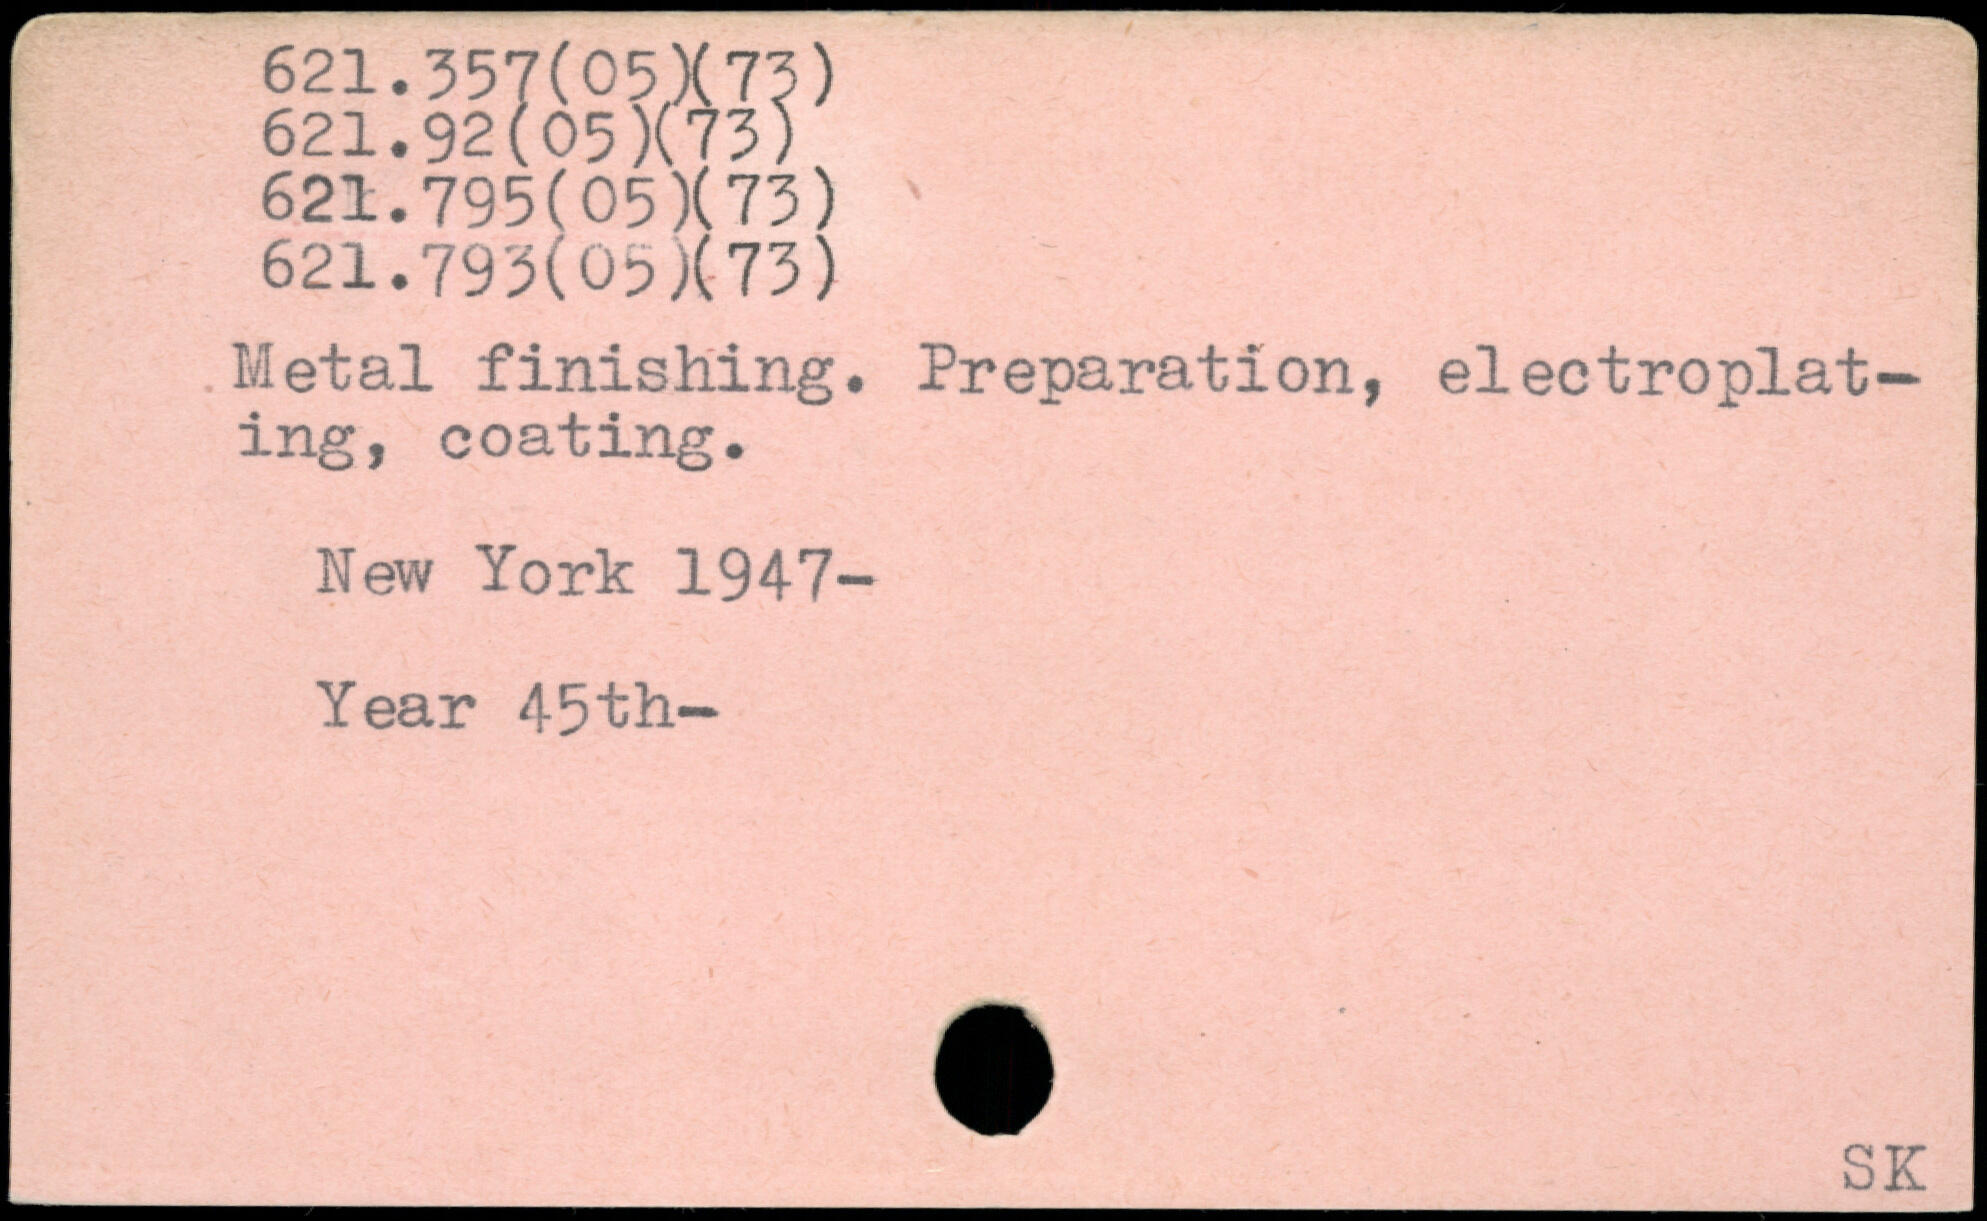 621.357(05)(73)
621.92(05)(73)
621.795(05)(73)
621.793(05)(73)
Metal finishing. Preparation, electroplat-
ing, coating.
New York 1947-
Year 45th-
SK